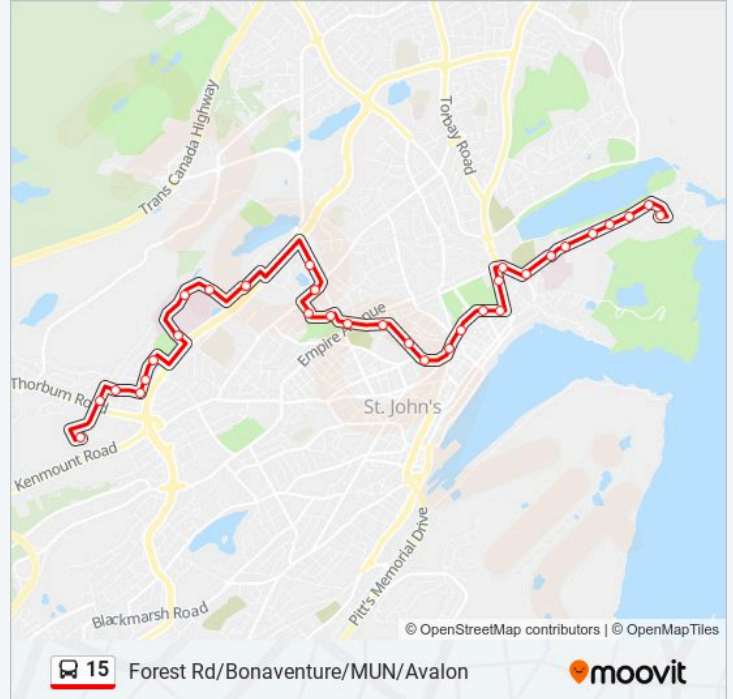 Trans Canada Highway
Torbay Road
Empire Avenue
Thorburn Road
St. John's
Kenmount Road
Pitt's Memorial Drive
Blackmarsh Road
© OpenStreetMap contributors | © OpenMapTiles
15 Forest Rd/Bonaventure/MUN/Avalon
moovit